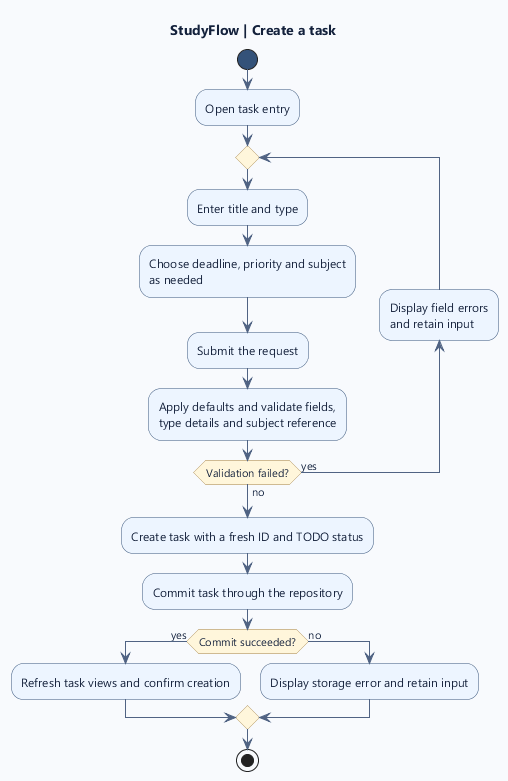 StudyFlow | Create a task
Open task entry
Enter title and type
Choose deadline, priority and subject
as needed
Display field errors
and retain input
Submit the request
Apply defaults and validate fields,
type details and subject reference
Validation failed?
yes
no
Create task with a fresh ID and TODO status
Commit task through the repository
yes
Commit succeeded?
no
Refresh task views and confirm creation
Display storage error and retain input